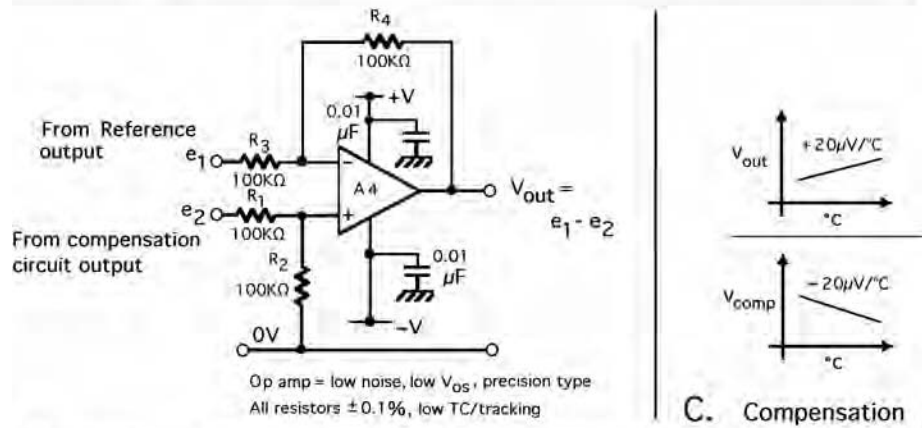 R4
100KΩ
+V
0.01
µF
From Reference
output
e1
R3
100KΩ
−
A4
Vout =
e1 - e2
R1
e2
100KΩ
+
From compensation
circuit output
R2
100KΩ
0.01
µF
−V
0V
Op amp = low noise, low VOS, precision type
All resistors ±0.1%, low TC/tracking
Vout
+20µV/°C
°C
Vcomp
−20µV/°C
°C
C. Compensation